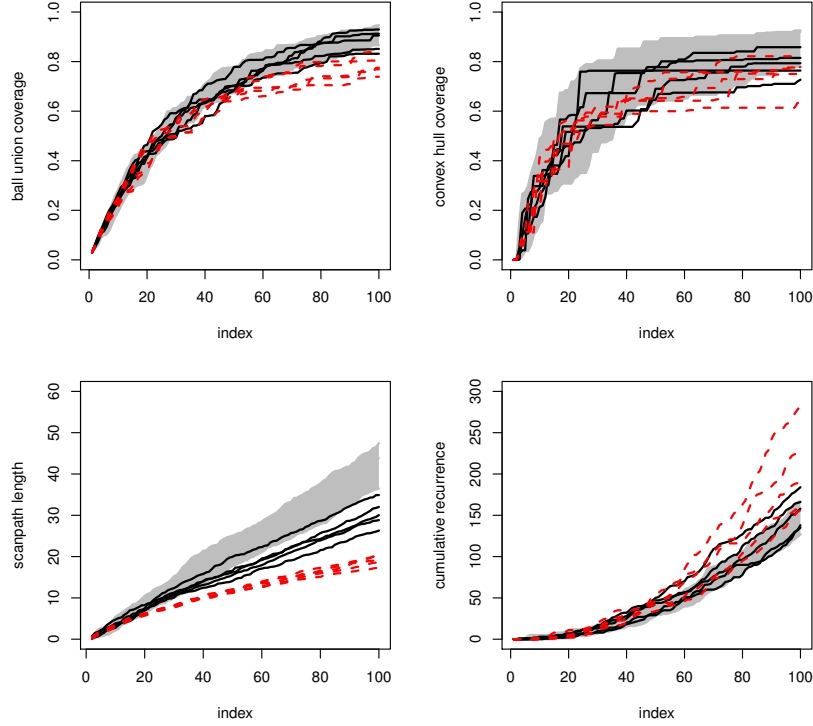 ball union coverage
0.0 0.2 0.4 0.6 0.8 1.0
0 20 40 60 80 100
index
convex hull coverage
0.0 0.2 0.4 0.6 0.8 1.0
0 20 40 60 80 100
index
scanpath length
0 10 20 30 40 50 60
0 20 40 60 80 100
index
cumulative recurrence
0 50 100 150 200 250 300
0 20 40 60 80 100
index